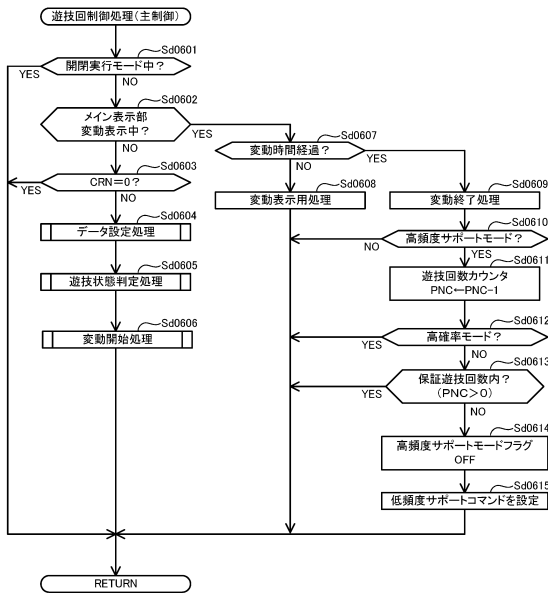 遊技回制御処理(主制御)
Sd0601
開閉実行モード中？
YES
NO
Sd0602
メイン表示部
変動表示中？
YES
NO
Sd0603
CRN＝0？
YES
NO
Sd0604
データ設定処理
Sd0605
遊技状態判定処理
Sd0606
変動開始処理
Sd0607
変動時間経過？
YES
NO
Sd0608
変動表示用処理
Sd0609
変動終了処理
Sd0610
高頻度サポートモード？
NO
YES
Sd0611
遊技回数カウンタ
PNC←PNC-1
Sd0612
高確率モード？
YES
NO
Sd0613
保証遊技回数内？
(PNC＞0)
YES
NO
Sd0614
高頻度サポートモードフラグ
OFF
Sd0615
低頻度サポートコマンドを設定
RETURN